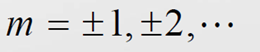 m = ±1, ±2, ⋯